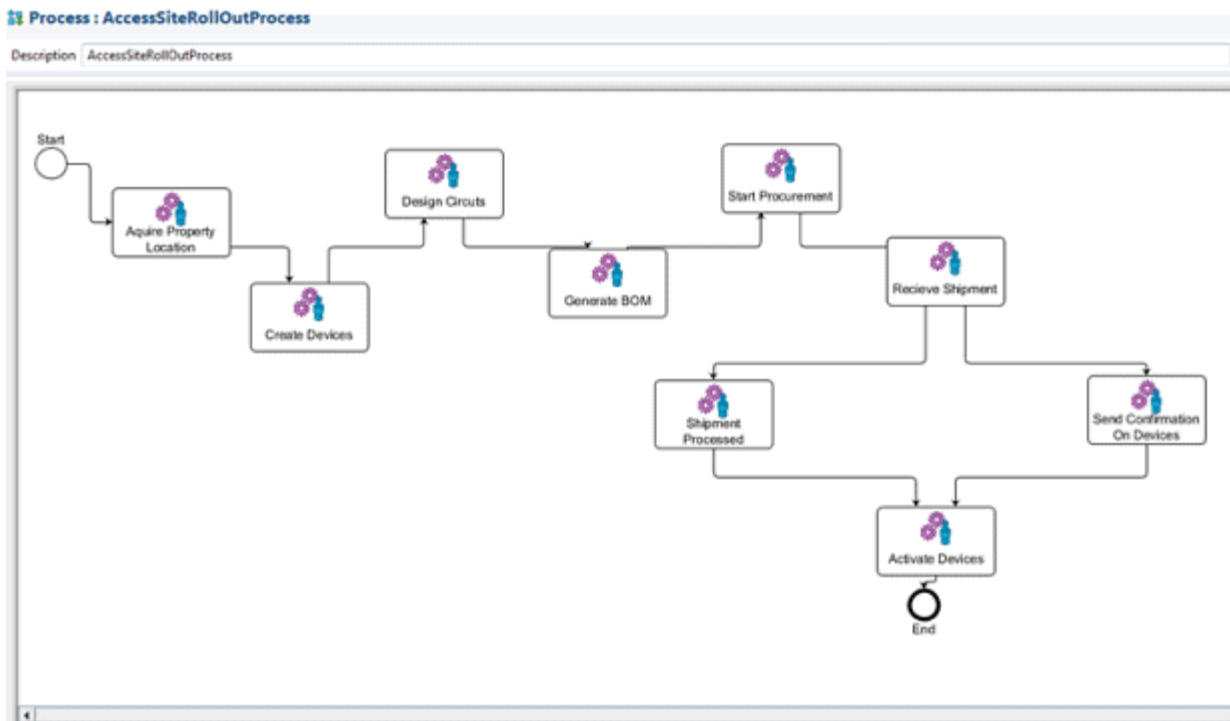 Process : AccessSiteRollOutProcess
Description AccessSiteRollOutProcess
Start
Aquire Property
Location
Create Devices
Design Circuts
Generate BOM
Start Procurement
Recieve Shipment
Shipment
Processed
Send Confirmation
On Devices
Activate Devices
End